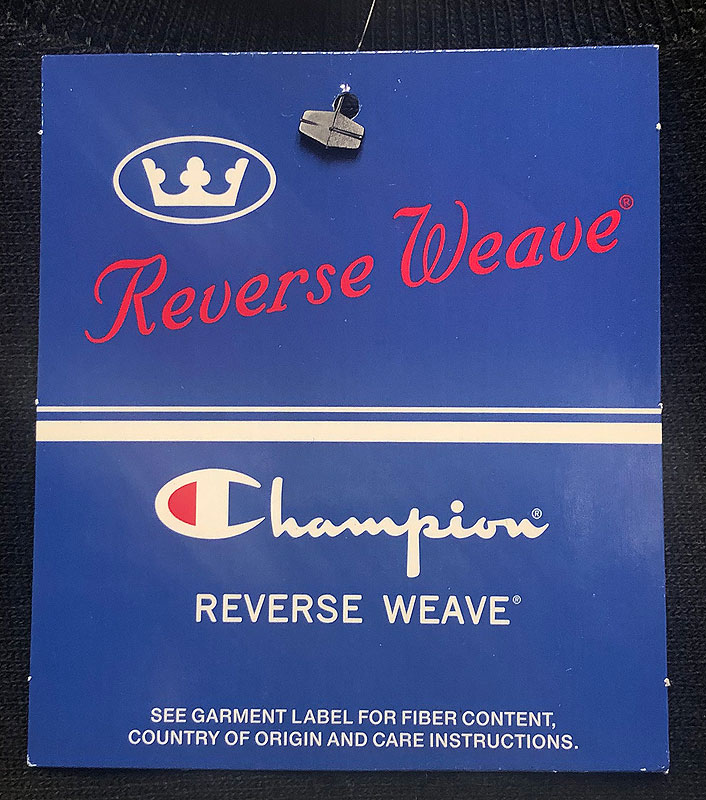 Reverse Weave®
Champion®
REVERSE WEAVE®
SEE GARMENT LABEL FOR FIBER CONTENT,
COUNTRY OF ORIGIN AND CARE INSTRUCTIONS.